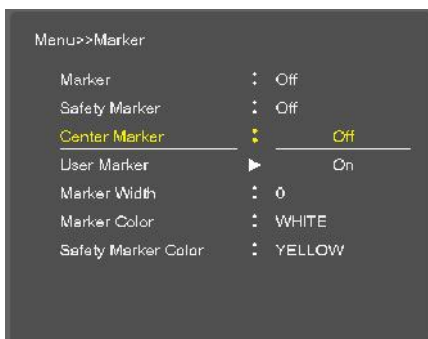 Menu>>Marker
Marker : Off
Safety Marker : Off
Center Marker : Off
User Marker ▶ On
Marker Width : 0
Marker Color : WHITE
Safety Marker Color : YELLOW